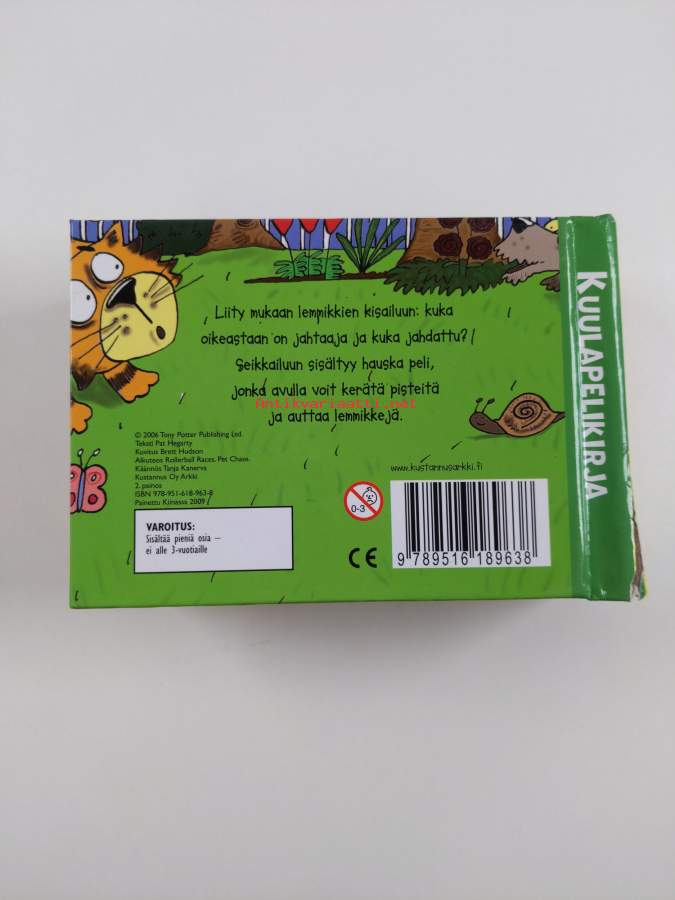 Liity mukaan lemmikkien kisailuun: kuka
oikeastaan on jahtaaja ja kuka jahdattu?
Seikkailuun sisältyy hauska peli,
jonka avulla voit kerätä pisteitä
Antikvariaatti.net
ja auttaa lemmikkejä.
© 2006 Tony Potter Publishing Ltd.
Teksti Pat Hegarty
Kuvitus Brett Hudson
Alkuteos Rollerball Races. Pet Chase.
Käännös Tanja Kanerva
Kustannus Oy Arkki
2. painos
ISBN 978-951-618-963-8
Painettu Kiinassa 2009
VAROITUS:
Sisältää pieniä osia –
ei alle 3-vuotiaille
www.kustannusarkki.fi
0-3
CE
9 789516 189638
KUULAPELIKIRJA